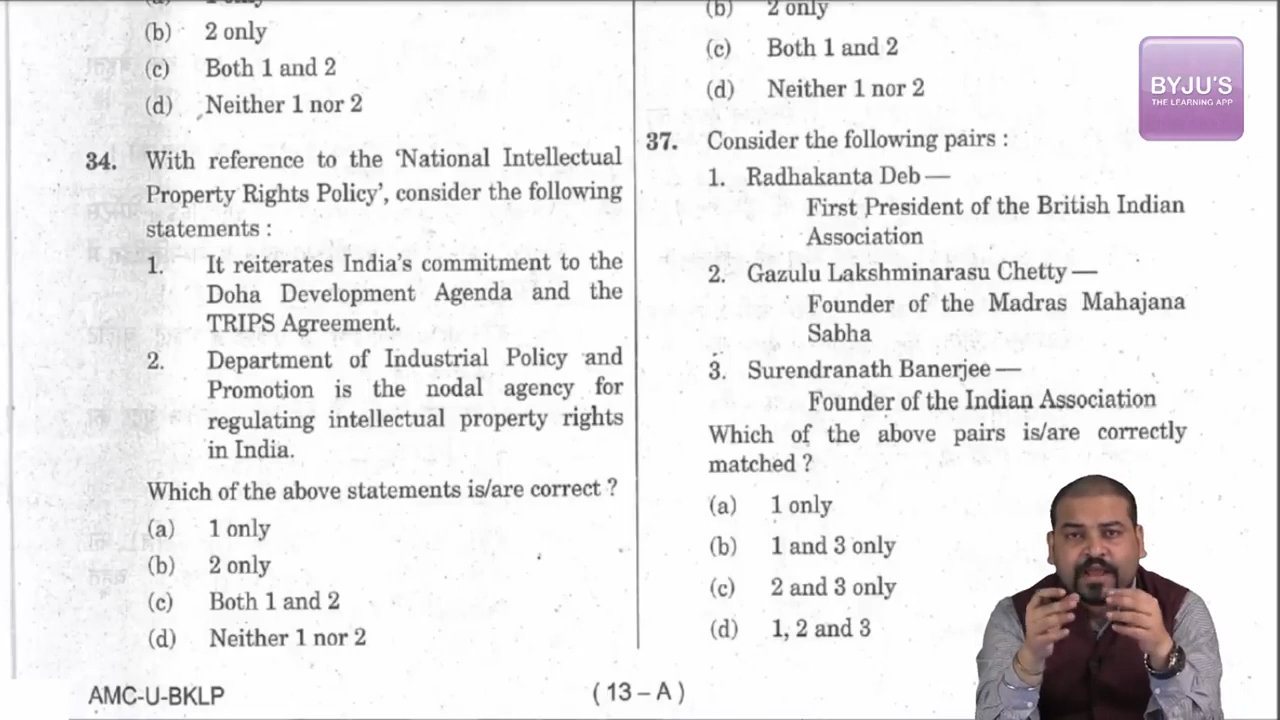 (b) 2 only
(c) Both 1 and 2
(d) Neither 1 nor 2
34. With reference to the ‘National Intellectual
Property Rights Policy’, consider the following
statements :
1. It reiterates India’s commitment to the
Doha Development Agenda and the
TRIPS Agreement.
2. Department of Industrial Policy and
Promotion is the nodal agency for
regulating intellectual property rights
in India.
Which of the above statements is/are correct ?
(a) 1 only
(b) 2 only
(c) Both 1 and 2
(d) Neither 1 nor 2
AMC-U-BKLP
(b) 2 only
(c) Both 1 and 2
(d) Neither 1 nor 2
37. Consider the following pairs :
1. Radhakanta Deb —
First President of the British Indian
Association
2. Gazulu Lakshminarasu Chetty —
Founder of the Madras Mahajana
Sabha
3. Surendranath Banerjee —
Founder of the Indian Association
Which of the above pairs is/are correctly
matched ?
(a) 1 only
(b) 1 and 3 only
(c) 2 and 3 only
(d) 1, 2 and 3
( 13 – A )
BYJU'S
THE LEARNING APP